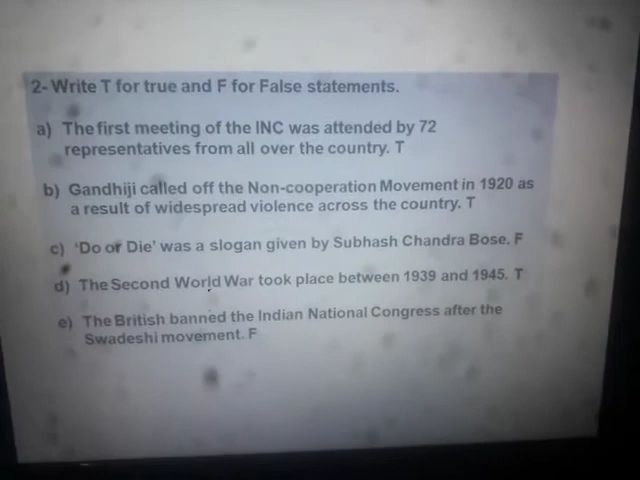 2- Write T for true and F for False statements.
a) The first meeting of the INC was attended by 72
representatives from all over the country. T
b) Gandhiji called off the Non-cooperation Movement in 1920 as
a result of widespread violence across the country. T
c) 'Do or Die' was a slogan given by Subhash Chandra Bose. F
d) The Second World War took place between 1939 and 1945. T
e) The British banned the Indian National Congress after the
Swadeshi movement. F